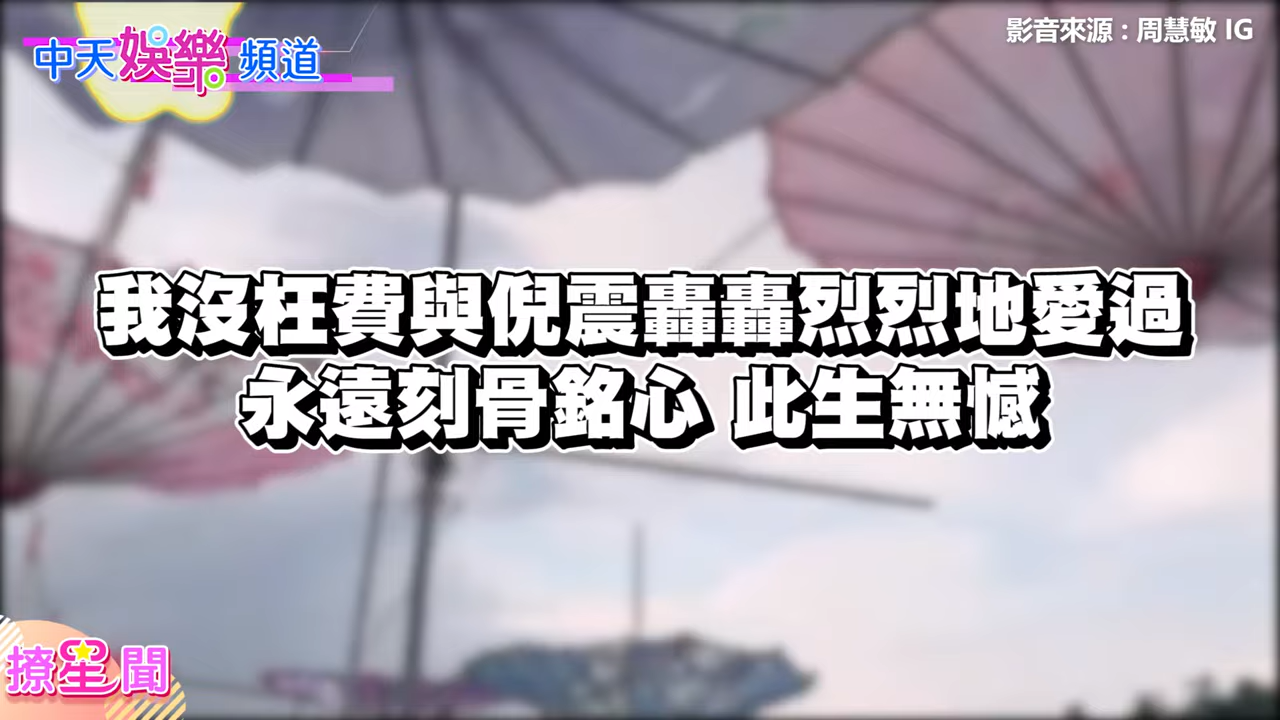 中天娛樂頻道
影音來源 : 周慧敏 IG
我沒枉費與倪震轟轟烈烈地愛過
永遠刻骨銘心 此生無憾
撩星聞